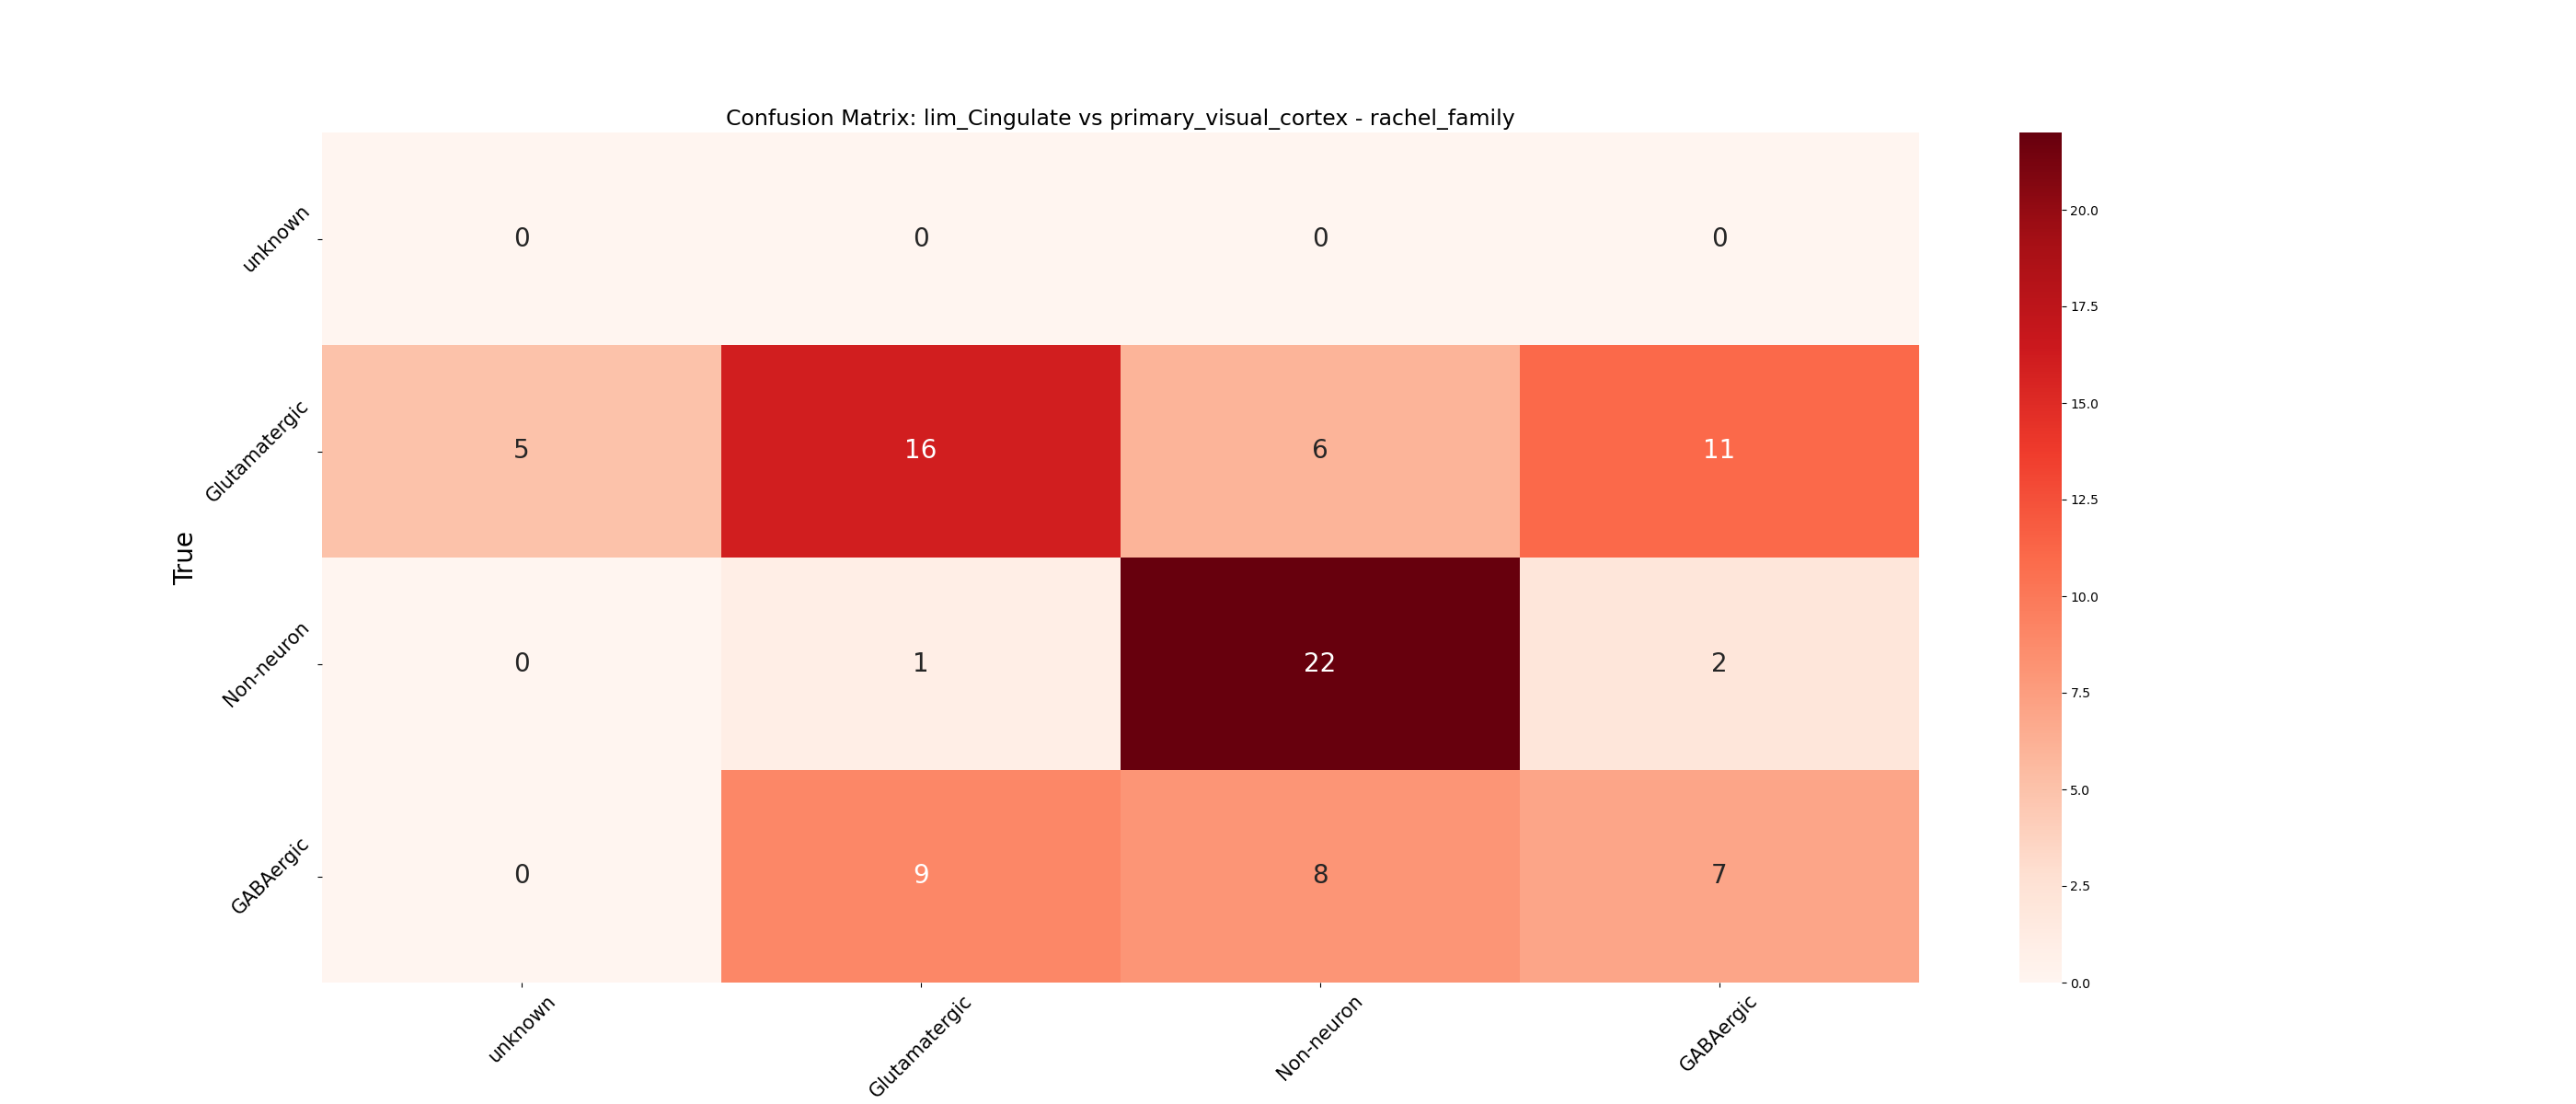 Confusion Matrix: lim_Cingulate vs primary_visual_cortex - rachel_family
True
unknown
0 0 0 0
Glutamatergic
5 16 6 11
Non-neuron
0 1 22 2
GABAergic
0 9 8 7
unknown Glutamatergic Non-neuron GABAergic
20.0
17.5
15.0
12.5
10.0
7.5
5.0
2.5
0.0